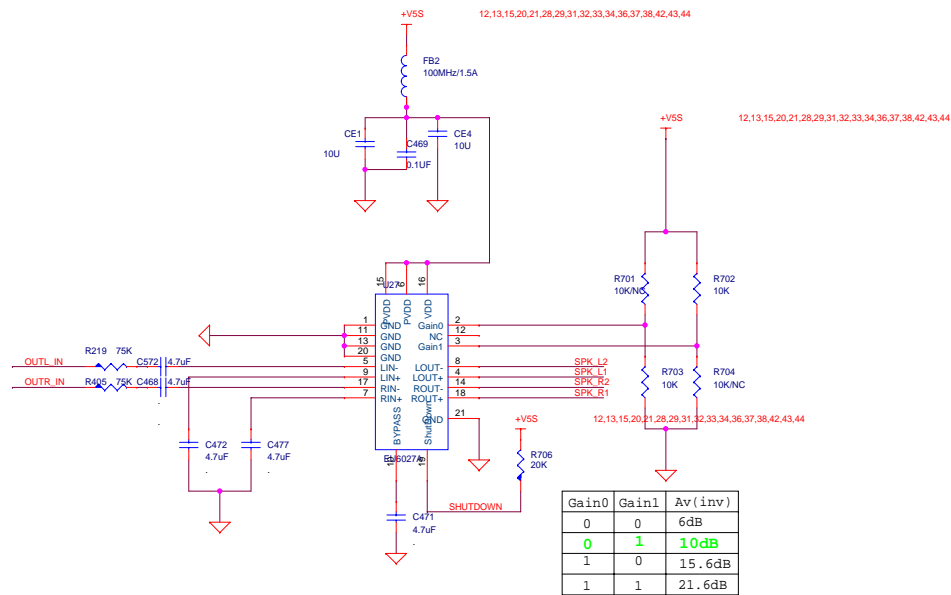 +V5S
12,13,15,20,21,28,29,31,32,33,34,36,37,38,42,43,44
FB2
100MHz/1.5A
+V5S
12,13,15,20,21,28,29,31,32,33,34,36,37,38,42,43,44
CE1
10U
C469
0.1UF
CE4
10U
R701
10K/NC
R702
10K
15
6
16
U27
PVDD
PVDD
VDD
1
GND
11
GND
13
GND
20
GND
5
LIN-
9
LIN+
17
RIN-
7
RIN+
Gain0
2
NC
12
Gain1
3
LOUT-
8
LOUT+
4
ROUT-
14
ROUT+
18
GND
21
BYPASS
ShutDown
10
19
OUTL_IN
R219 75K
C572
4.7uF
OUTR_IN
R405 75K
C468
4.7uF
SPK_L2
SPK_L1
SPK_R2
SPK_R1
R703
10K
R704
10K/NC
+V5S
12,13,15,20,21,28,29,31,32,33,34,36,37,38,42,43,44
C472
4.7uF
C477
4.7uF
R706
20K
SHUTDOWN
C471
4.7uF
Gain0 Gain1 Av(inv)
0 0 6dB
0 1 10dB
1 0 15.6dB
1 1 21.6dB